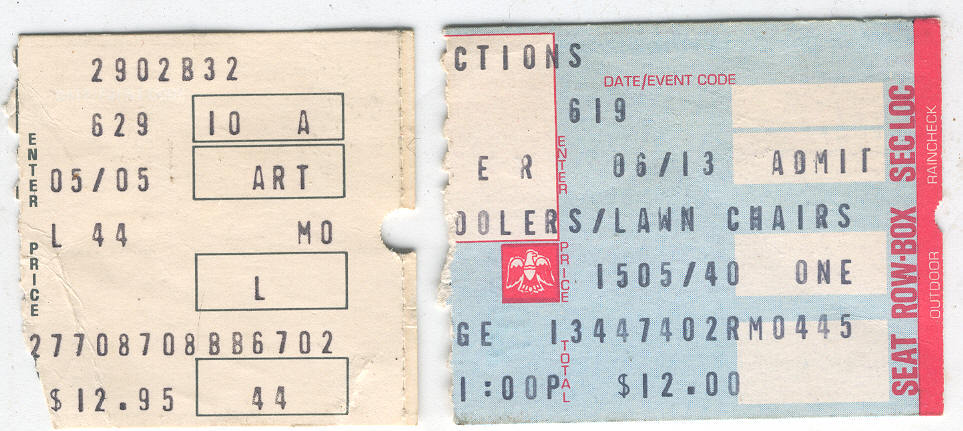 2902B32
629 10 A
05/05 ART
L 44 MO
L
27708708BB6702
$12.95 44
ENTER PRICE
CTIONS
DATE/EVENT CODE
619
ER 06/13 ADMIT
OOLERS/LAWN CHAIRS
1505/40 ONE
GE 13447402RM0445
1:00P $12.00
ENTER PRICE TOTAL
SEAT ROW-BOX SEC LOC
OUTDOOR RAINCHECK